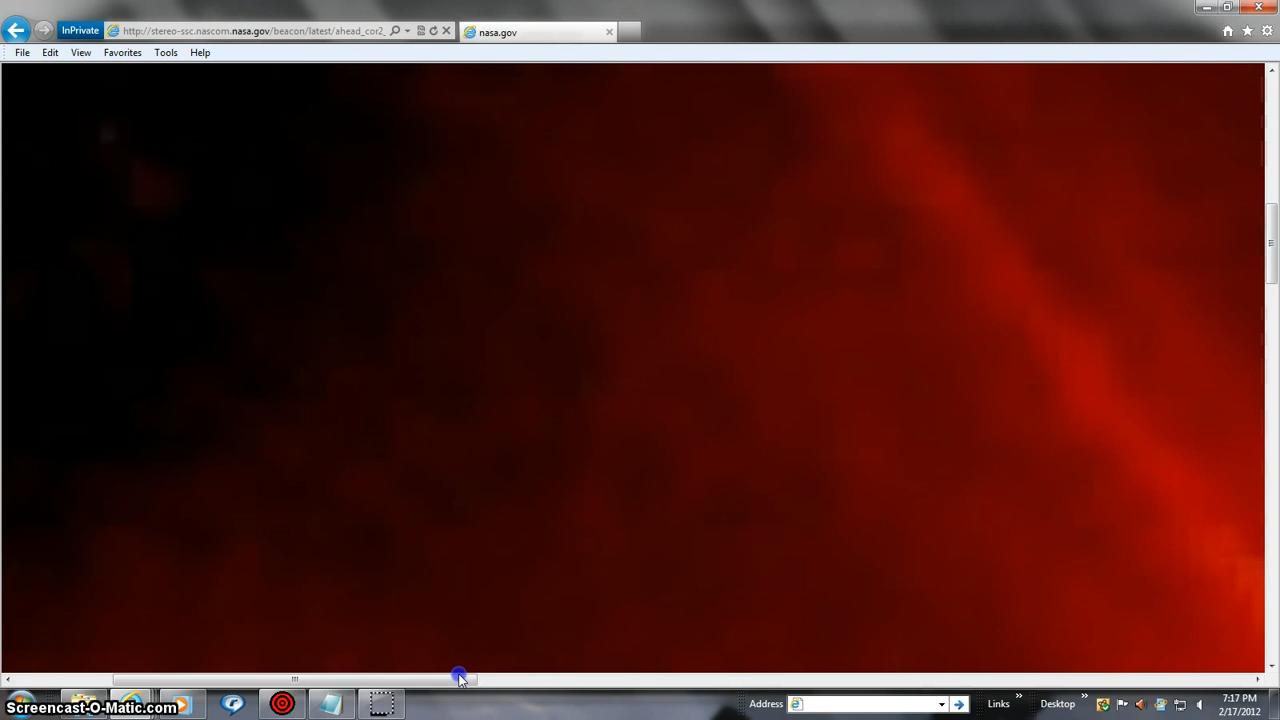 InPrivate
http://stereo-ssc.nascom.nasa.gov/beacon/latest/ahead_cor2_
nasa.gov
File Edit View Favorites Tools Help
Screencast-O-Matic.com
Address
Links
Desktop
7:17 PM
2/17/2012